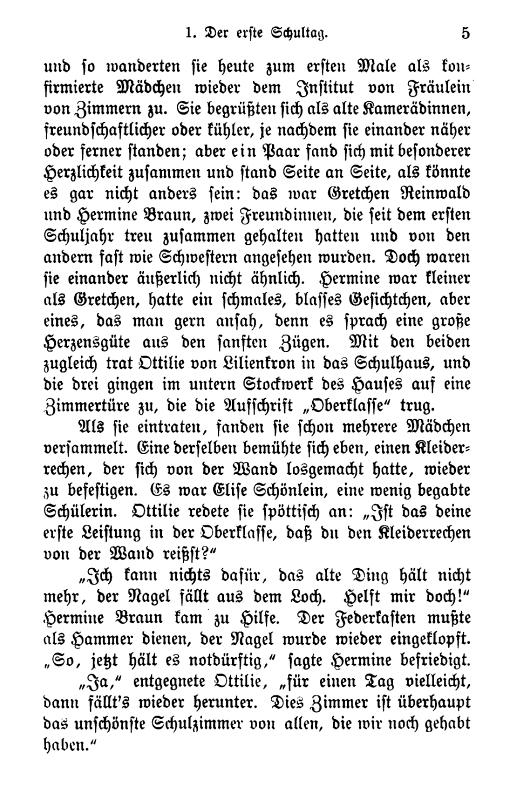 1. Der erste Schultag. 5
und so wanderten sie heute zum ersten Male als kon-
firmierte Mädchen wieder dem Institut von Fräulein
von Zimmern zu. Sie begrüßten sich als alte Kamerädinnen,
freundschaftlicher oder kühler, je nachdem sie einander näher
oder ferner standen; aber ein Paar fand sich mit besonderer
Herzlichkeit zusammen und stand Seite an Seite, als könnte
es gar nicht anders sein: das war Gretchen Reinwald
und Hermine Braun, zwei Freundinnen, die seit dem ersten
Schuljahr treu zusammen gehalten hatten und von den
andern fast wie Schwestern angesehen wurden. Doch waren
sie einander äußerlich nicht ähnlich. Hermine war kleiner
als Gretchen, hatte ein schmales, blasses Gesichtchen, aber
eines, das man gern ansah, denn es sprach eine große
Herzensgüte aus den sanften Zügen. Mit den beiden
zugleich trat Ottilie von Lilienkron in das Schulhaus, und
die drei gingen im untern Stockwerk des Hauses auf eine
Zimmertüre zu, die die Aufschrift „Oberklasse“ trug.
Als sie eintraten, fanden sie schon mehrere Mädchen
versammelt. Eine derselben bemühte sich eben, einen Kleider-
rechen, der sich von der Wand losgemacht hatte, wieder
zu befestigen. Es war Elise Schönlein, eine wenig begabte
Schülerin. Ottilie redete sie spöttisch an: „Ist das deine
erste Leistung in der Oberklasse, daß du den Kleiderrechen
von der Wand reißst?“
„Ich kann nichts dafür, das alte Ding hält nicht
mehr, der Nagel fällt aus dem Loch. Helft mir doch!“
Hermine Braun kam zu Hilfe. Der Federkasten mußte
als Hammer dienen, der Nagel wurde wieder eingeklopft.
„So, jetzt hält es notdürftig,“ sagte Hermine befriedigt.
„Ja,“ entgegnete Ottilie, „für einen Tag vielleicht,
dann fällt's wieder herunter. Dies Zimmer ist überhaupt
das unschönste Schulzimmer von allen, die wir noch gehabt
haben.“